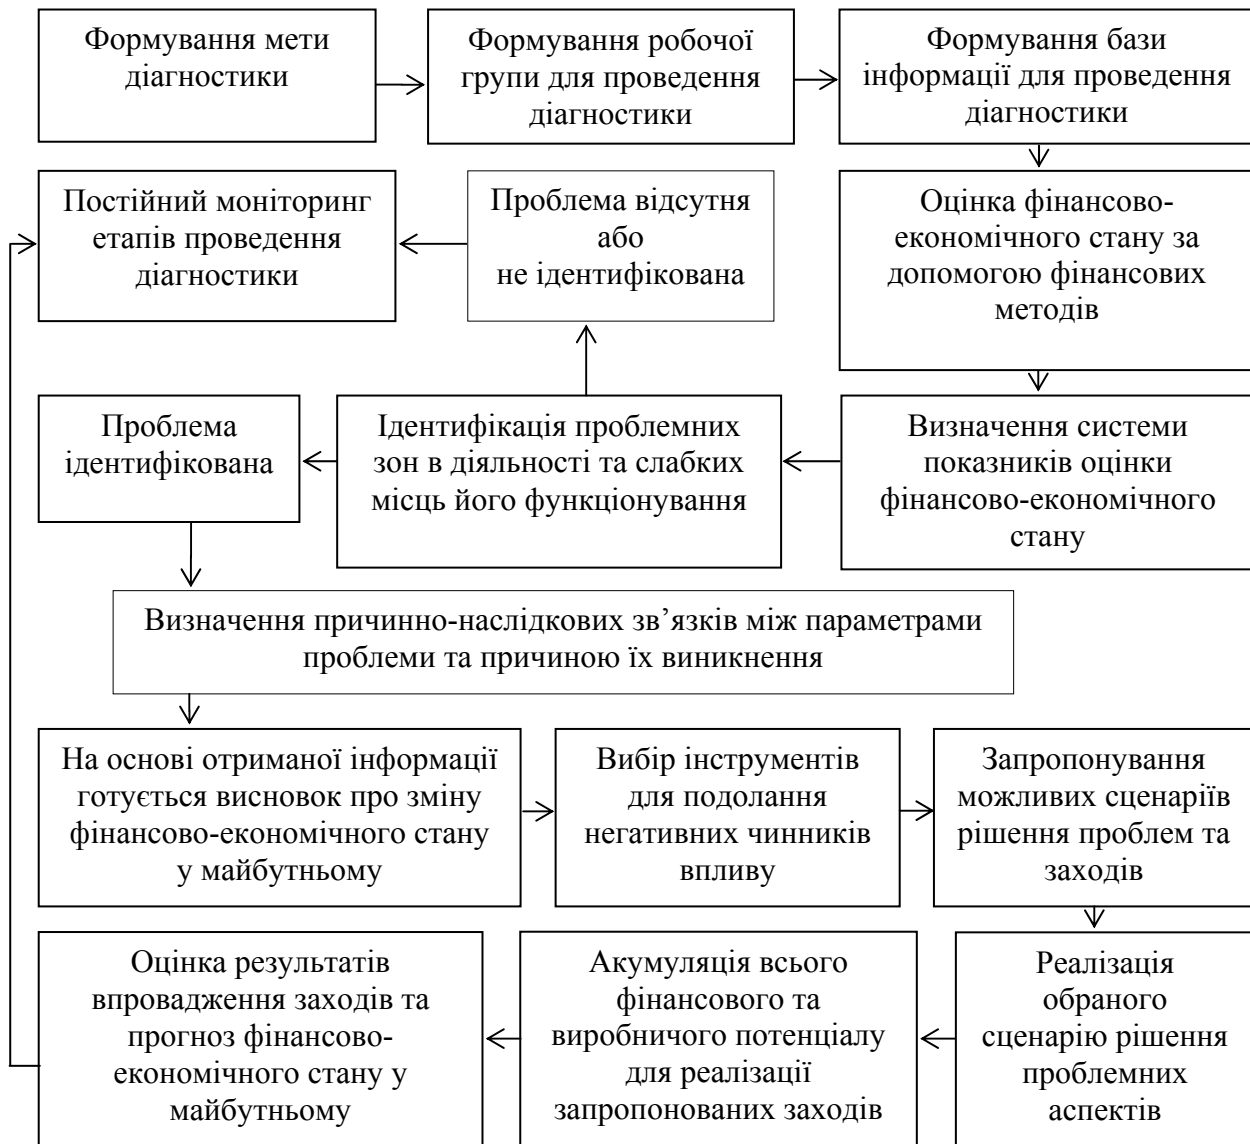 Формування мети
діагностики
Формування робочої
групи для проведення
діагностики
Формування бази
інформації для проведення
діагностики
Постійний моніторинг
етапів проведення
діагностики
Проблема відсутня
або
не ідентифікована
Оцінка фінансово-
економічного стану за
допомогою фінансових
методів
Проблема
ідентифікована
Ідентифікація проблемних
зон в діяльності та слабких
місць його функціонування
Визначення системи
показників оцінки
фінансово-економічного
стану
Визначення причинно-наслідкових зв’язків між параметрами
проблеми та причиною їх виникнення
На основі отриманої інформації
готується висновок про зміну
фінансово-економічного стану
у майбутньому
Вибір інструментів
для подолання
негативних чинників
впливу
Запропонування
можливих сценаріїв
рішення проблем та
заходів
Оцінка результатів
впровадження заходів та
прогноз фінансово-
економічного стану у
майбутньому
Акумуляція всього
фінансового та
виробничого потенціалу
для реалізації
запропонованих заходів
Реалізація
обраного
сценарію рішення
проблемних
аспектів